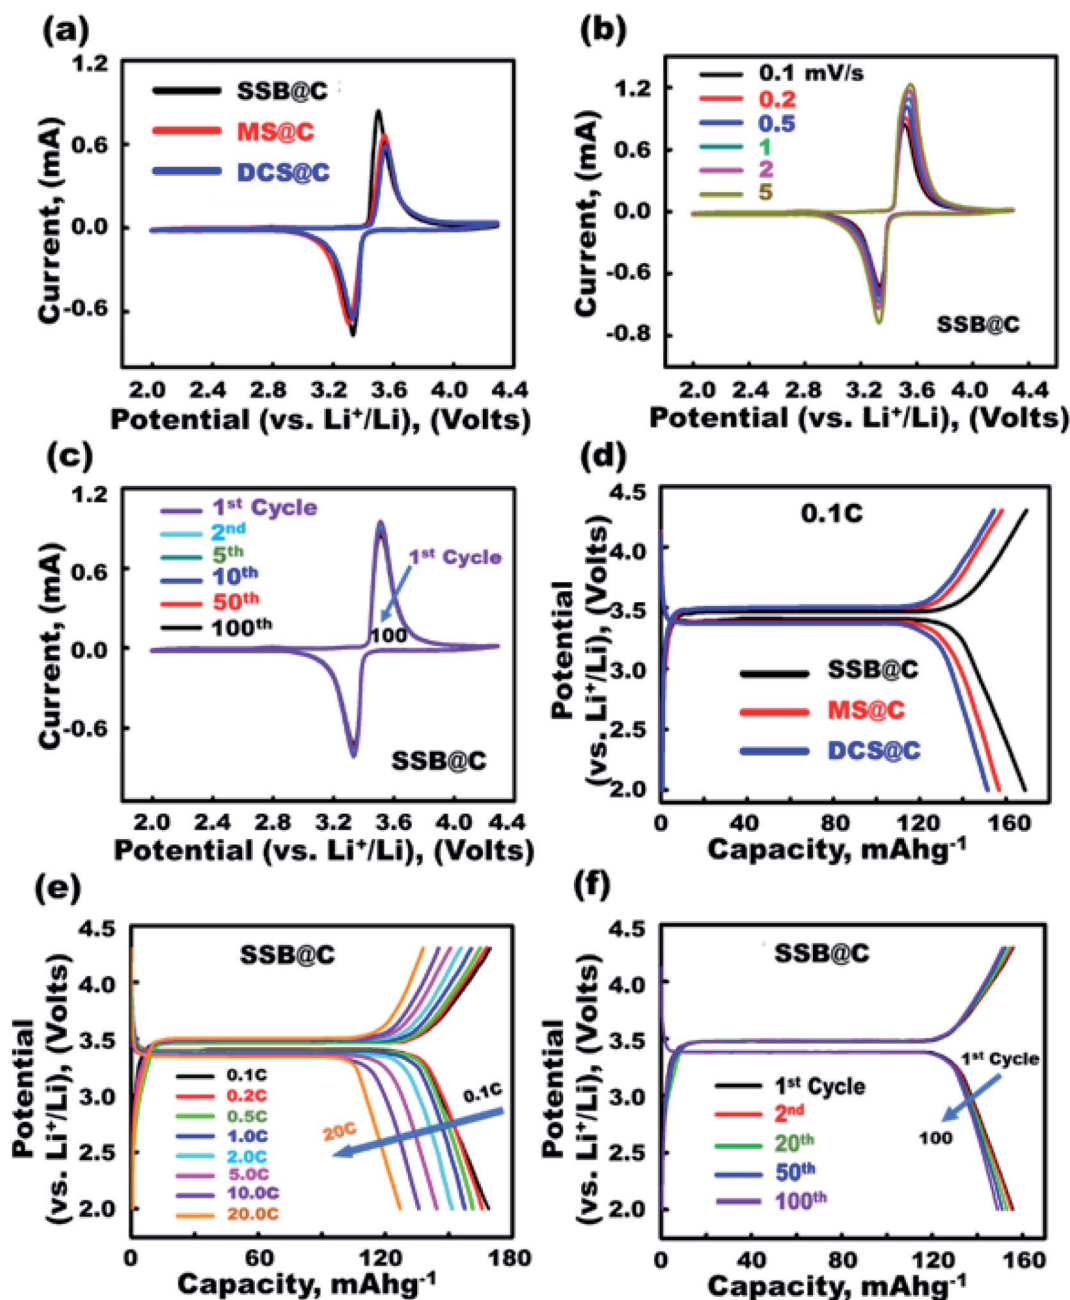 (a)
1.2
0.6
0.0
-0.6
Current, (mA)
SSB@C
MS@C
DCS@C
2.0 2.4 2.8 3.2 3.6 4.0 4.4
Potential (vs. Li⁺/Li), (Volts)
(b)
1.2
0.6
0.0
-0.6
-0.8
Current, (mA)
0.1 mV/s
0.2
0.5
1
2
5
SSB@C
2.0 2.4 2.8 3.2 3.6 4.0 4.4
Potential (vs. Li⁺/Li), (Volts)
(c)
1.2
0.6
0.0
-0.6
Current, (mA)
1ˢᵗ Cycle
2ⁿᵈ
5ᵗʰ
10ᵗʰ
50ᵗʰ
100ᵗʰ
1ˢᵗ Cycle
100
SSB@C
2.0 2.4 2.8 3.2 3.6 4.0 4.4
Potential (vs. Li⁺/Li), (Volts)
(d)
4.5
4.0
3.5
3.0
2.5
2.0
Potential
(vs. Li⁺/Li), (Volts)
0.1C
SSB@C
MS@C
DCS@C
0 40 80 120 160
Capacity, mAhg⁻¹
(e)
4.5
4.0
3.5
3.0
2.5
2.0
Potential
(vs. Li⁺/Li), (Volts)
SSB@C
0.1C
0.2C
0.5C
1.0C
2.0C
5.0C
10.0C
20.0C
20C
0.1C
0 60 120 180
Capacity, mAhg⁻¹
(f)
4.5
4.0
3.5
3.0
2.5
2.0
Potential
(vs. Li⁺/Li), (Volts)
SSB@C
1ˢᵗ Cycle
2ⁿᵈ
20ᵗʰ
50ᵗʰ
100ᵗʰ
1ˢᵗ Cycle
100
0 40 80 120 160
Capacity, mAhg⁻¹